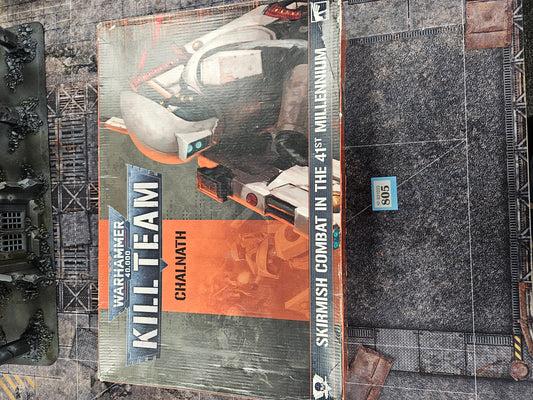 WARHAMMER
40,000
KILL TEAM
CHALNATH
SKIRMISH COMBAT IN THE 41ST MILLENNIUM
805